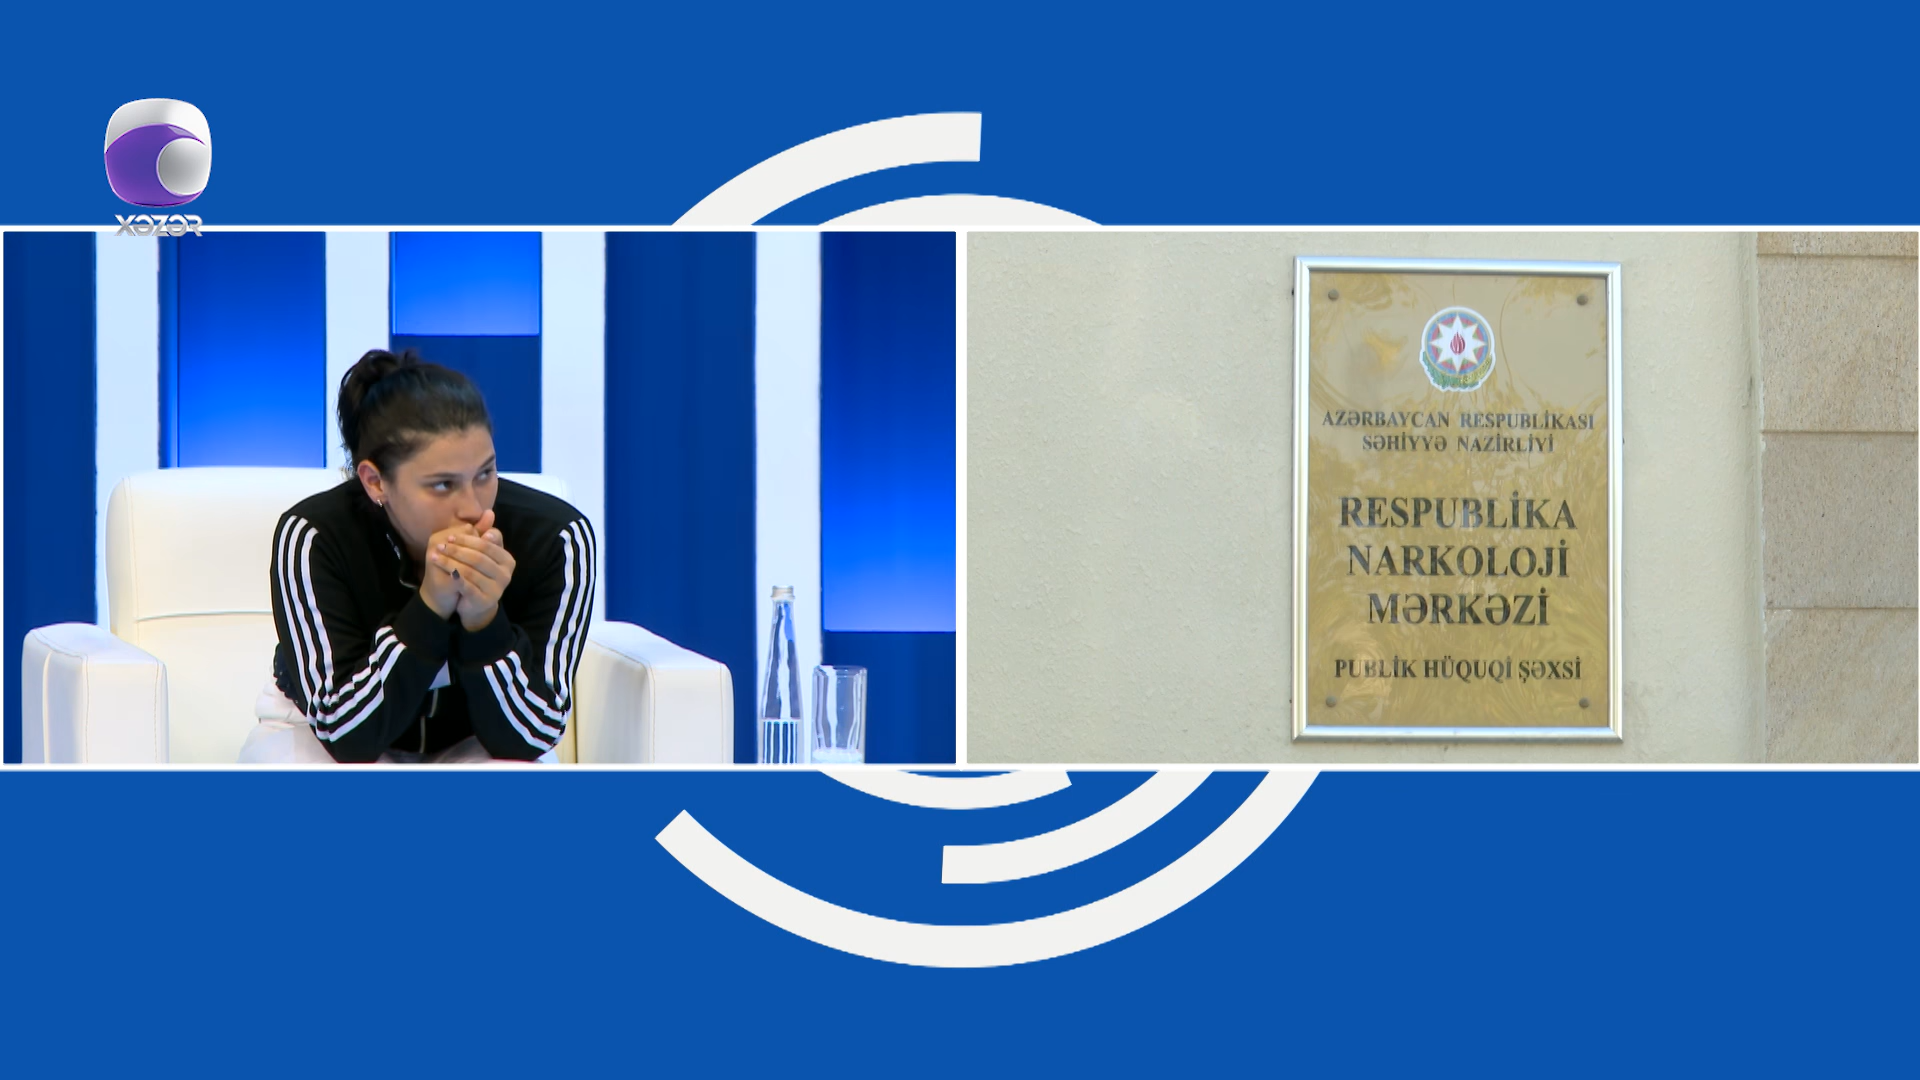 XƏZƏR
AZƏRBAYCAN RESPUBLİKASI
SƏHİYYƏ NAZİRLİYİ
RESPUBLİKA
NARKOLOJİ
MƏRKƏZİ
PUBLİK HÜQUQİ ŞƏXSİ